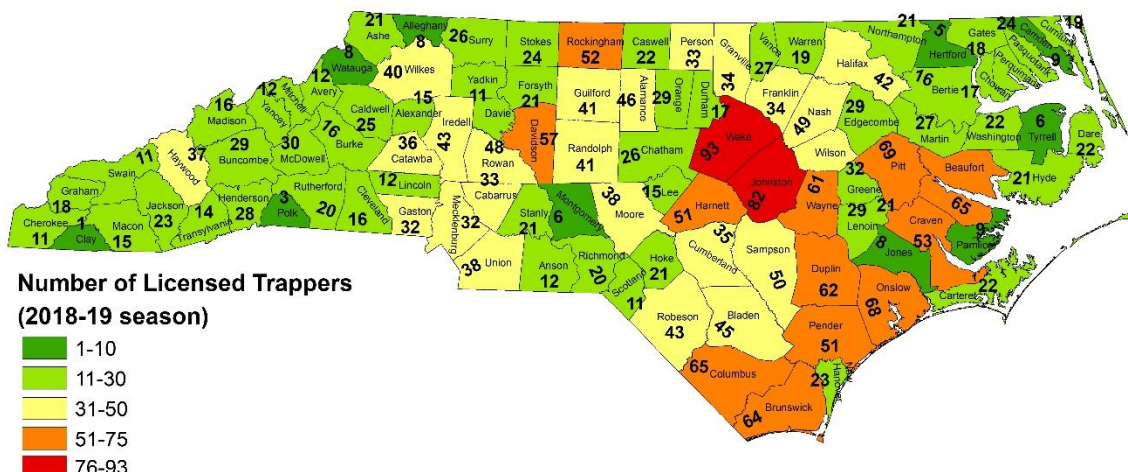 21
Ashe
Alleghany
8
26
Surry
Stokes
24
Rockingham
52
Caswell
22
Person
33
Granville
34
Vance
27
Warren
19
21
Northampton
5
Hertford
Gates
18
24
Camden
Currituck
19
Pasquotank
9
Perquimans
Chowan
17
8
Watauga
40
Wilkes
Yadkin
11
Forsyth
21
Guilford
41
Alamance
46
29
Orange
Durham
17
Franklin
34
Nash
49
Halifax
42
16
Bertie
12
Avery
Mitchell
12
Yancey
16
Madison
Caldwell
25
15
Alexander
Iredell
43
Davie
Davidson
57
Randolph
41
26
Chatham
Wake
93
Johnston
82
Wilson
32
29
Edgecombe
27
Martin
22
Washington
6
Tyrrell
Dare
22
21
Hyde
11
Swain
Haywood
37
29
Buncombe
30
McDowell
16
Burke
36
Catawba
48
Rowan
33
Cabarrus
12
Lincoln
69
Pitt
Beaufort
65
Graham
18
Cherokee
11
1
Clay
Macon
15
Jackson
23
14
Transylvania
Henderson
28
3
Polk
Rutherford
20
Cleveland
16
Gaston
32
Mecklenburg
32
Stanly
21
Montgomery
6
38
Moore
15
Lee
51
Harnett
35
Cumberland
Sampson
50
61
Wayne
Greene
21
29
Lenoir
Craven
53
9
Pamlico
8
Jones
38
Union
Anson
12
Richmond
20
Scotland
11
Hoke
21
Robeson
43
Bladen
45
Duplin
62
Onslow
68
Carteret
22
Pender
51
65
Columbus
64
Brunswick
23
New
Hanover
Number of Licensed Trappers
(2018-19 season)
1-10
11-30
31-50
51-75
76-93